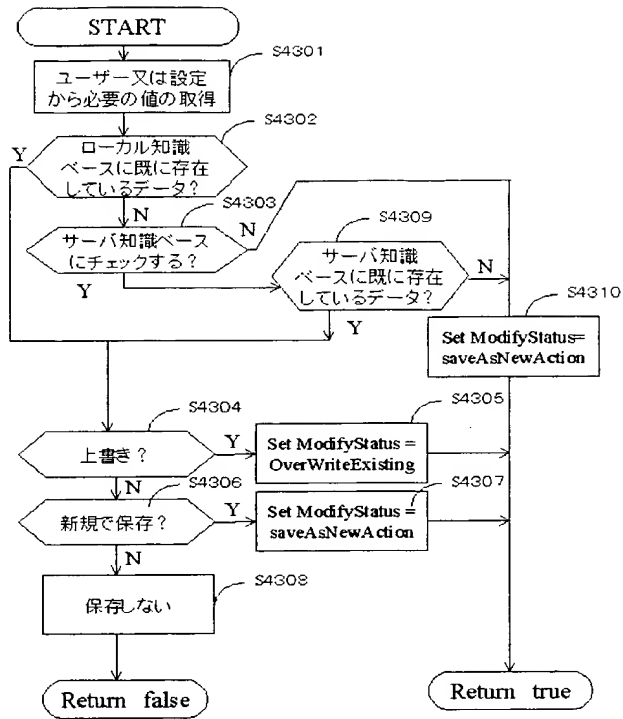 START
S4301
ユーザー又は設定
から必要の値の取得
S4302
Y
ローカル知識
ベースに既に存在
しているデータ？
N
S4303
N
サーバ知識ベース
にチェックする？
Y
S4309
サーバ知識
ベースに既に存在
しているデータ？
N
Y
S4310
Set ModifyStatus=
saveAsNewAction
S4304
上書き？
Y
N
S4305
Set ModifyStatus =
OverWriteExisting
S4306
新規で保存？
Y
N
S4307
Set ModifyStatus =
saveAsNewAction
S4308
保存しない
Return false
Return true